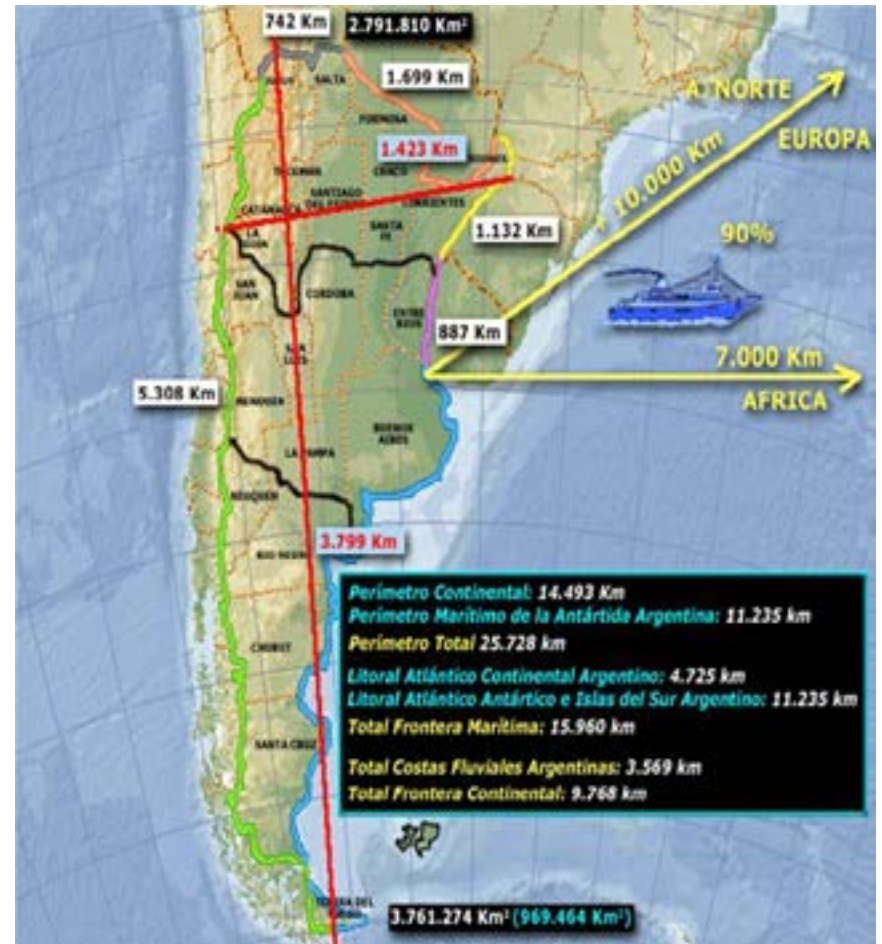 742 Km
2.791.810 Km²
1.699 Km
SALTA
FORMOSA
A. NORTE
EUROPA
+ 10.000 Km
1.423 Km
CHACO
TUCUMAN
SANTIAGO
DEL ESTERO
CATAMARCA
CORRIENTES
LA
RIOJA
SANTA
FE
1.132 Km
90%
SAN
JUAN
CORDOBA
ENTRE
RIOS
887 Km
SAN
LUIS
7.000 Km
AFRICA
5.308 Km
BUENOS
AIRES
LA PAMPA
NEUQUEN
3.799 Km
RIO NEGRO
Perímetro Continental: 14.493 Km
Perímetro Marítimo de la Antártida Argentina: 11.235 km
Perímetro Total 25.728 km
Litoral Atlántico Continental Argentino: 4.725 km
Litoral Atlántico Antártico e Islas del Sur Argentino: 11.235 km
Total Frontera Marítima: 15.960 km
Total Costas Fluviales Argentinas: 3.569 km
Total Frontera Continental: 9.768 km
CHUBUT
SANTA CRUZ
TIERRA DEL
3.761.274 Km² (969.464 Km²)